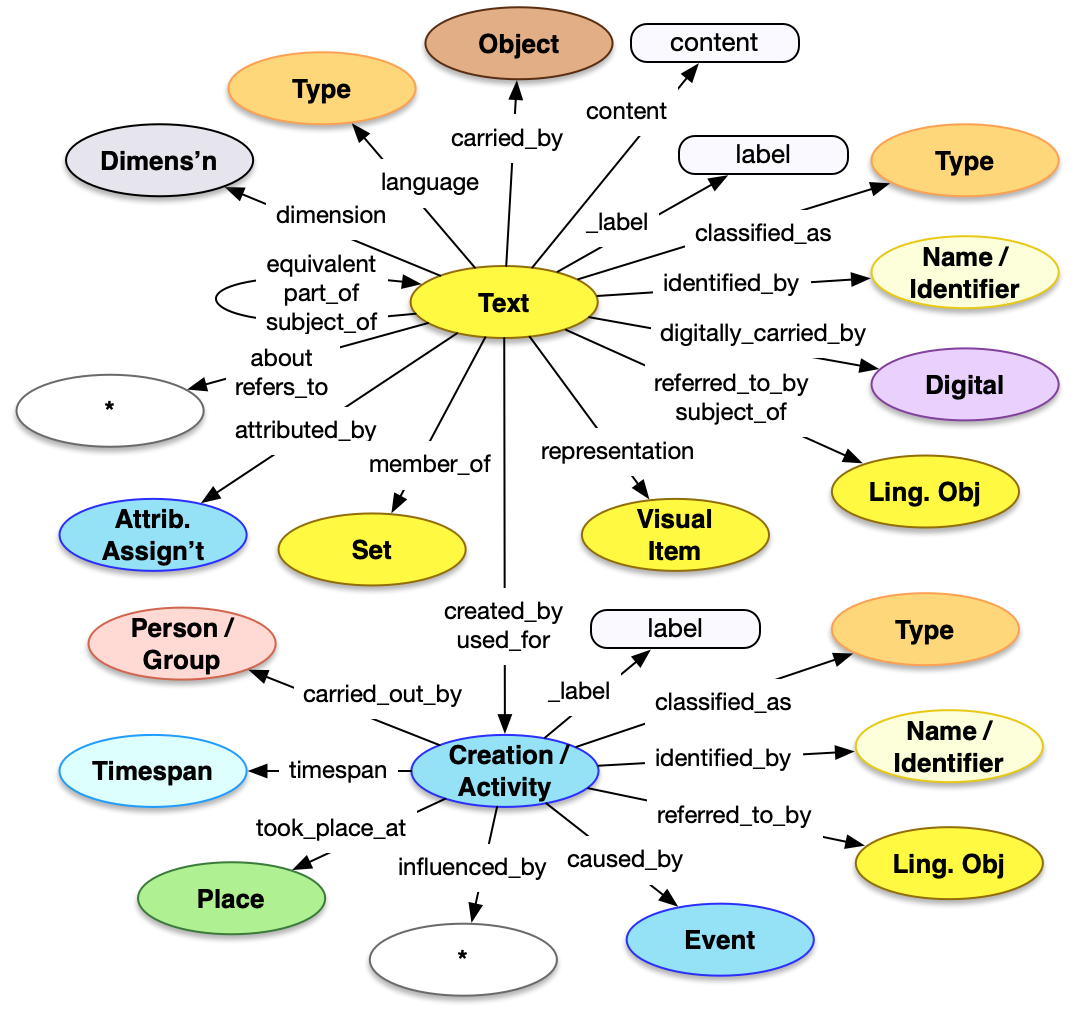 Object
content
Type
content
carried_by
label
Dimens’n
Type
language
dimension
_label
classified_as
equivalent
part_of
subject_of
Name /
Identifier
identified_by
Text
digitally_carried_by
about
refers_to
referred_to_by
subject_of
Digital
*
attributed_by
member_of
representation
Ling. Obj
Attrib.
Assign’t
Set
Visual
Item
created_by
used_for
label
Person /
Group
Type
carried_out_by
_label
classified_as
Name /
Identifier
Timespan
timespan
Creation /
Activity
identified_by
took_place_at
referred_to_by
influenced_by
caused_by
Ling. Obj
Place
Event
*